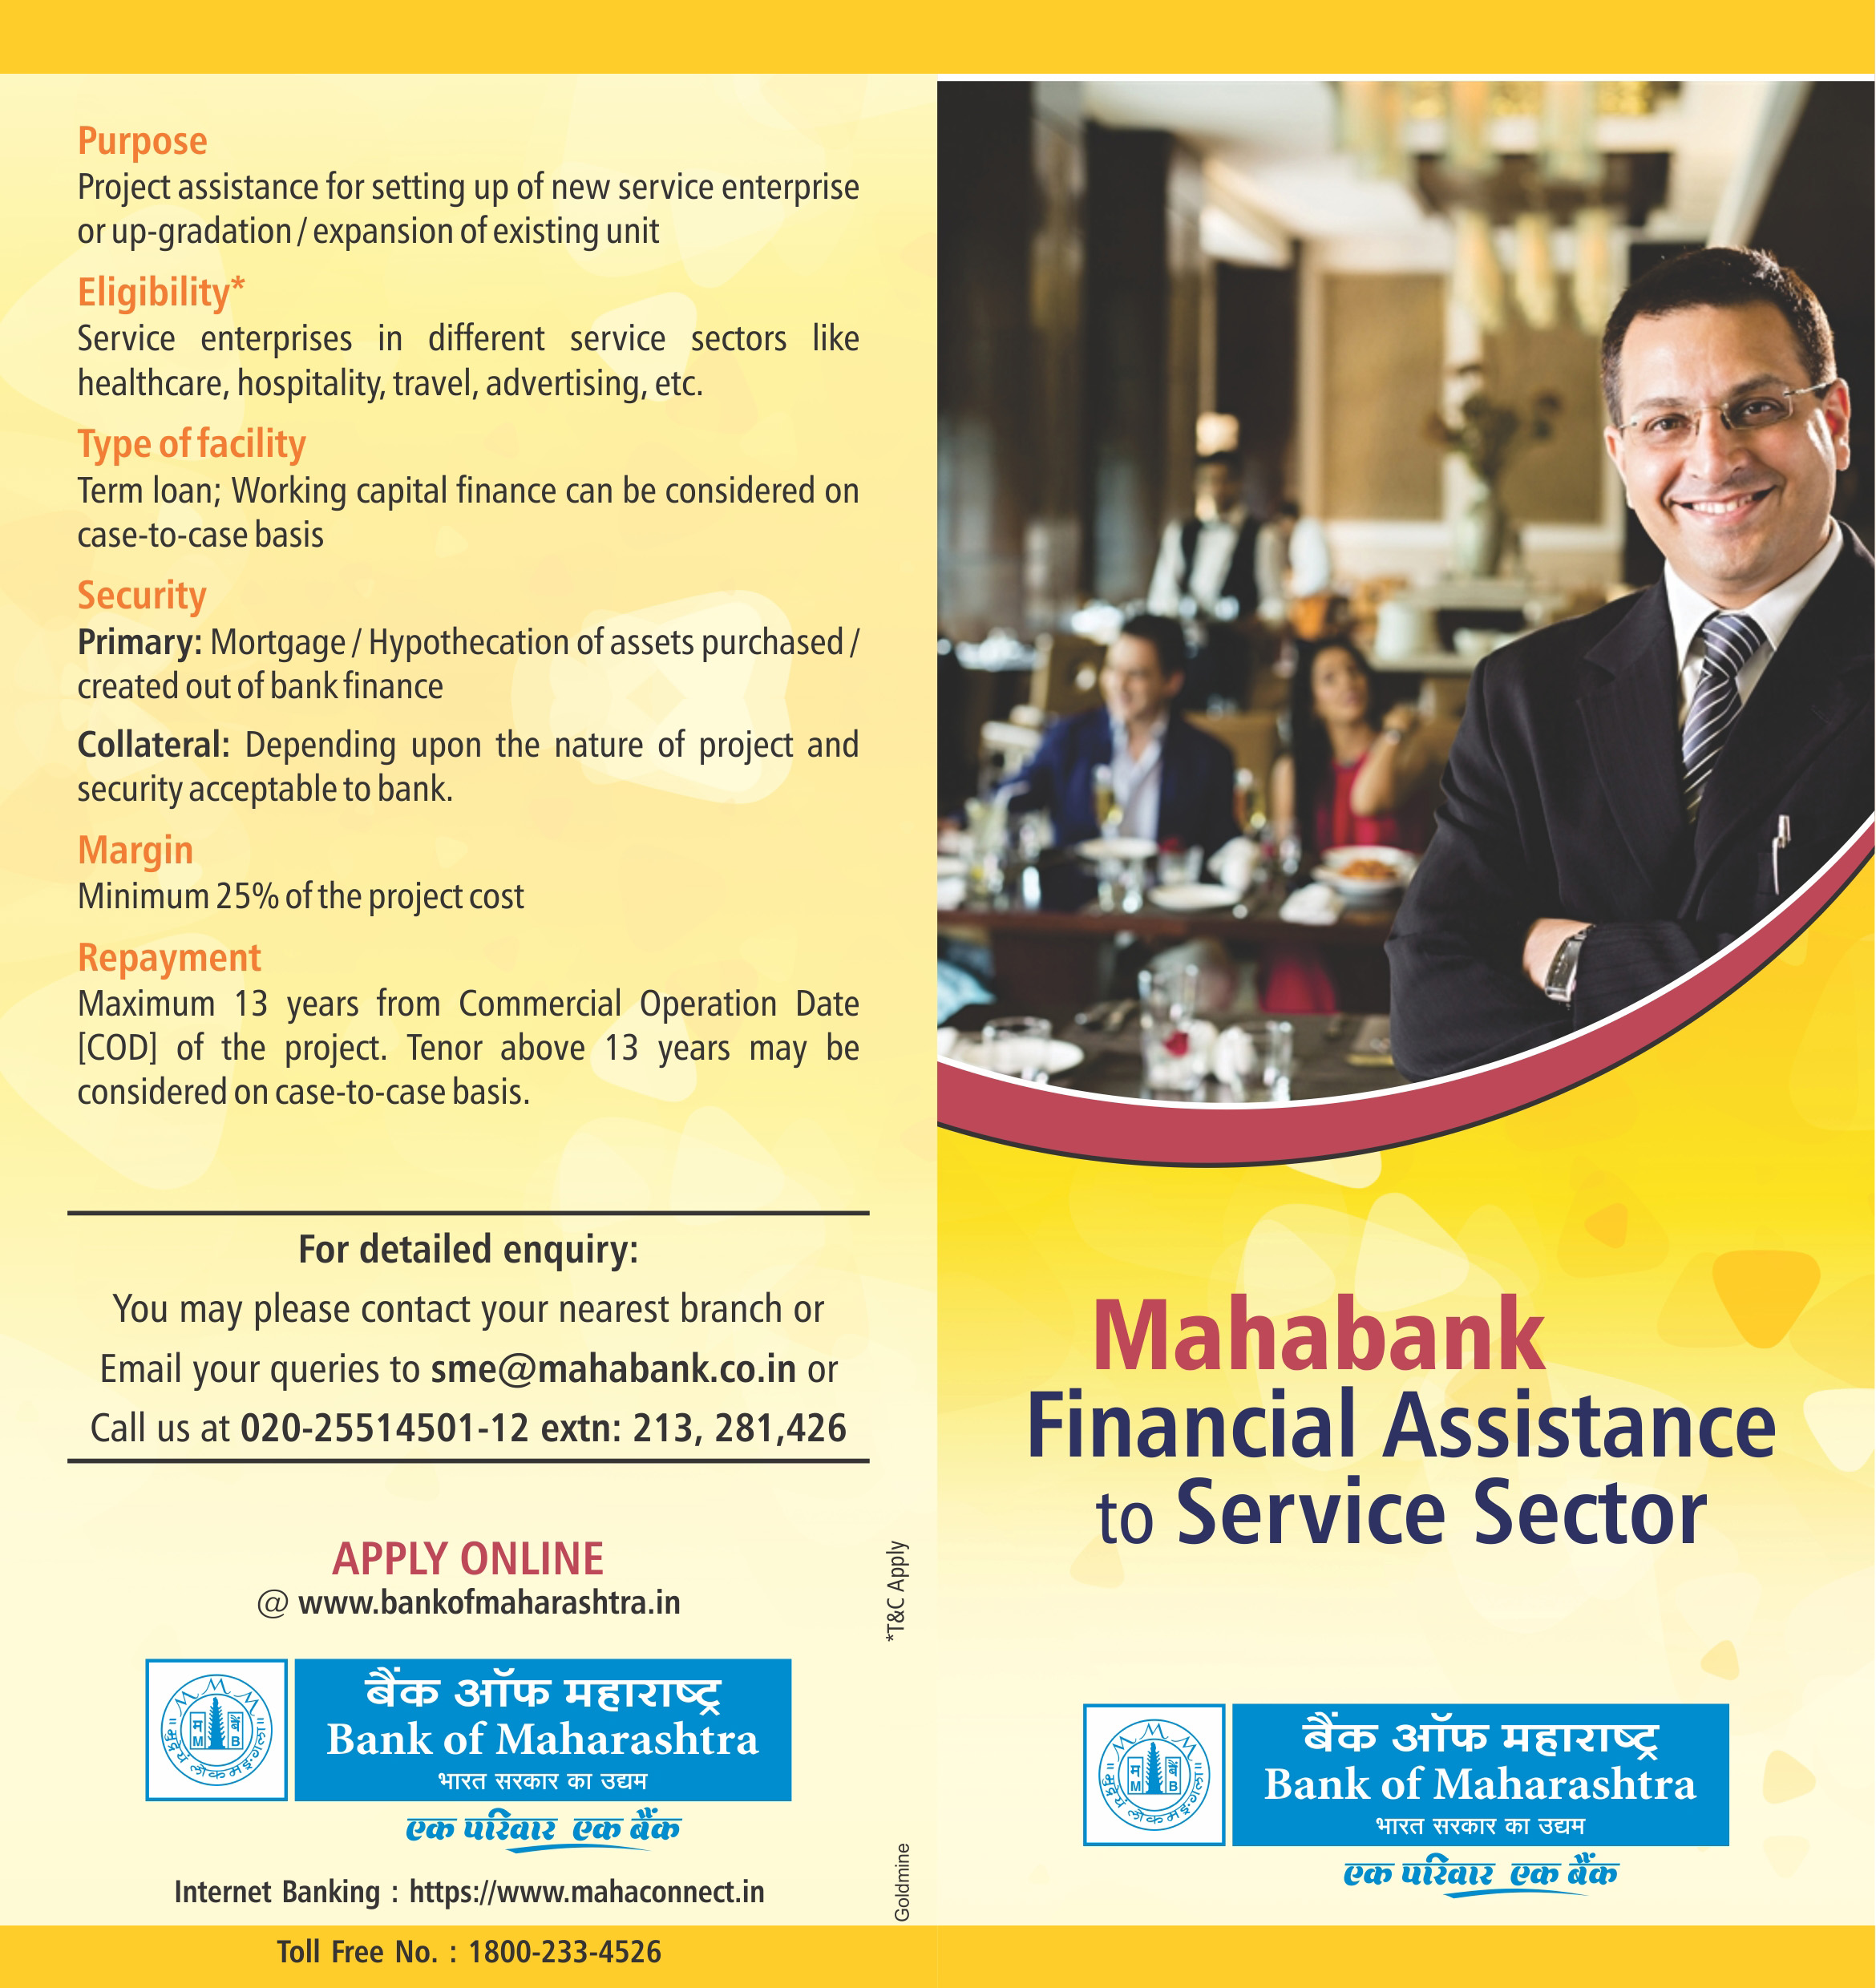 Purpose
Project assistance for setting up of new service enterprise
or up-gradation / expansion of existing unit
Eligibility*
Service enterprises in different service sectors like
healthcare, hospitality, travel, advertising, etc.
Type of facility
Term loan; Working capital finance can be considered on
case-to-case basis
Security
Primary: Mortgage / Hypothecation of assets purchased /
created out of bank finance
Collateral: Depending upon the nature of project and
security acceptable to bank.
Margin
Minimum 25% of the project cost
Repayment
Maximum 13 years from Commercial Operation Date
[COD] of the project. Tenor above 13 years may be
considered on case-to-case basis.
For detailed enquiry:
You may please contact your nearest branch or
Email your queries to sme@mahabank.co.in or
Call us at 020-25514501-12 extn: 213, 281,426
APPLY ONLINE
@ www.bankofmaharashtra.in
बैंक ऑफ महाराष्ट्र
Bank of Maharashtra
भारत सरकार का उद्यम
एक परिवार एक बैंक
Internet Banking : https://www.mahaconnect.in
Toll Free No. : 1800-233-4526
*T&C Apply
Goldmine
Mahabank
Financial Assistance
to Service Sector
बैंक ऑफ महाराष्ट्र
Bank of Maharashtra
भारत सरकार का उद्यम
एक परिवार एक बैंक